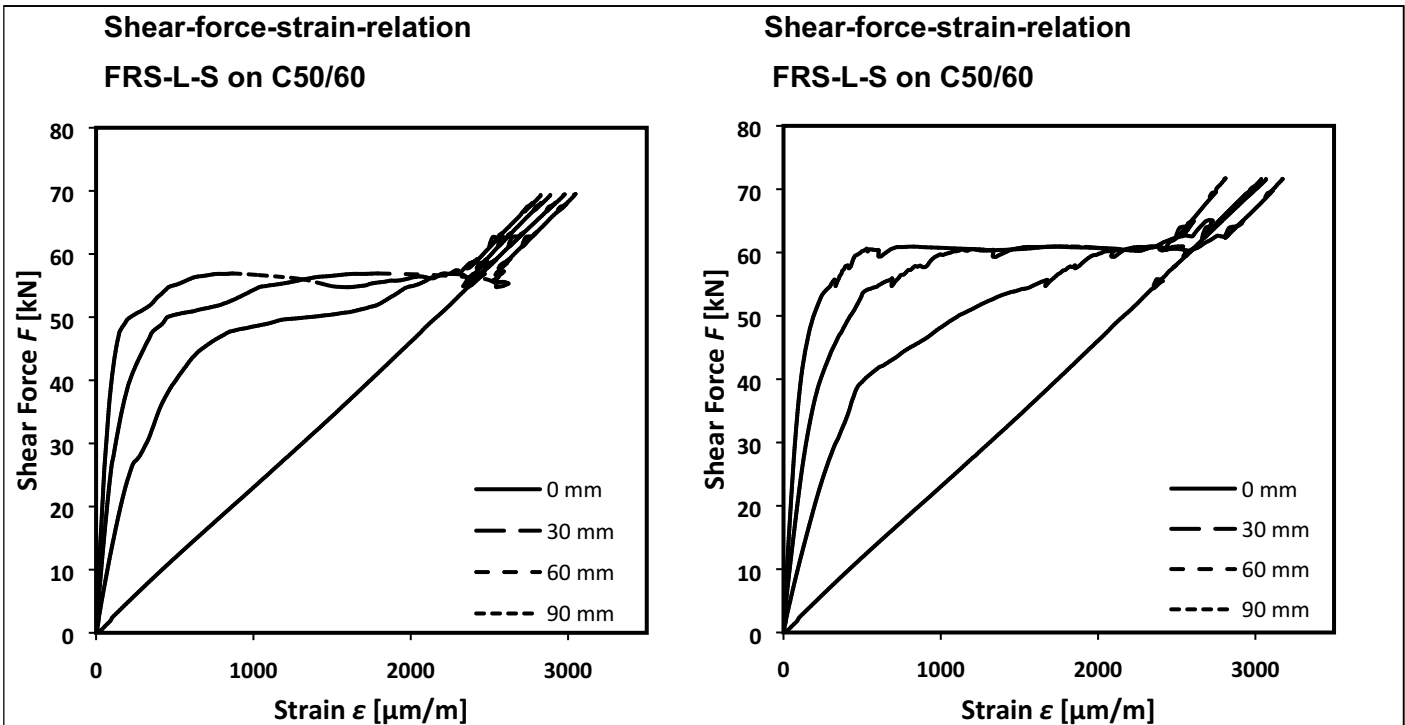 Shear-force-strain-relation
FRS-L-S on C50/60
80
70
60
50
40
30
20
10
0
Shear Force F [kN]
0 mm
30 mm
60 mm
90 mm
0 1000 2000 3000
Strain ε [µm/m]
Shear-force-strain-relation
FRS-L-S on C50/60
80
70
60
50
40
30
20
10
0
Shear Force F [kN]
0 mm
30 mm
60 mm
90 mm
0 1000 2000 3000
Strain ε [µm/m]